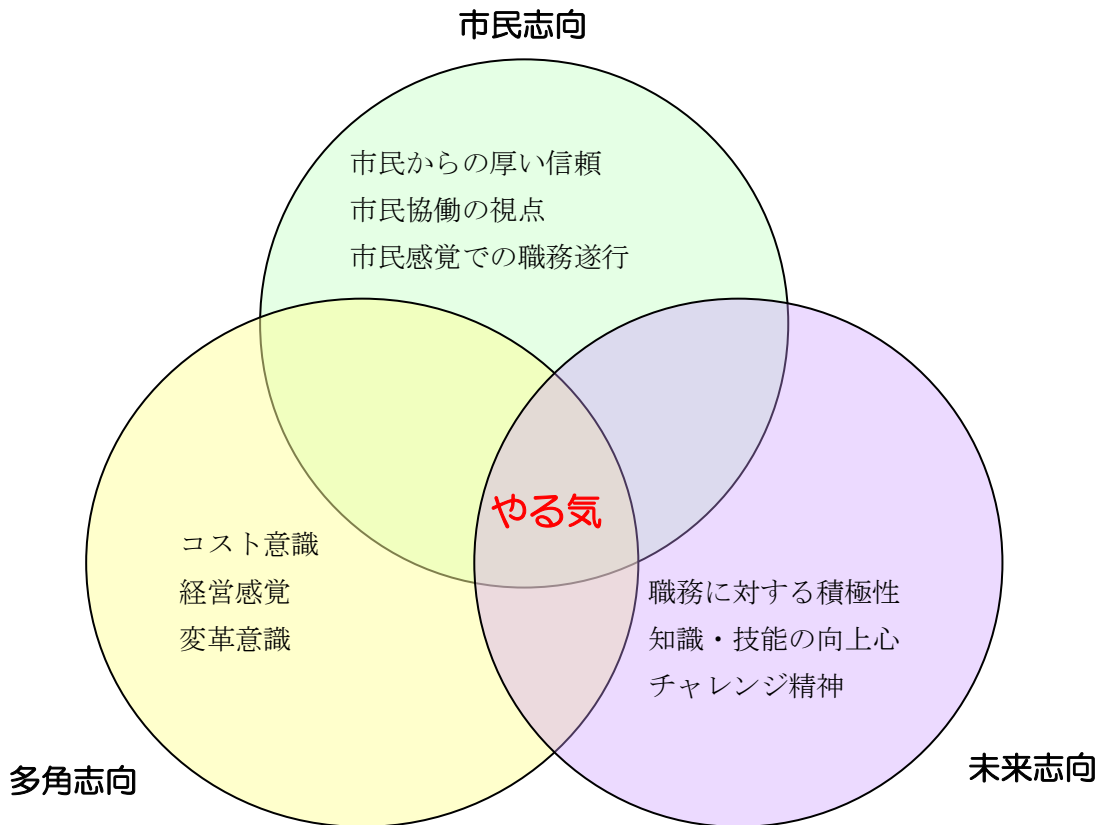 市民志向
市民からの厚い信頼
市民協働の視点
市民感覚での職務遂行
やる気
コスト意識
経営感覚
変革意識
職務に対する積極性
知識・技能の向上心
チャレンジ精神
多角志向
未来志向